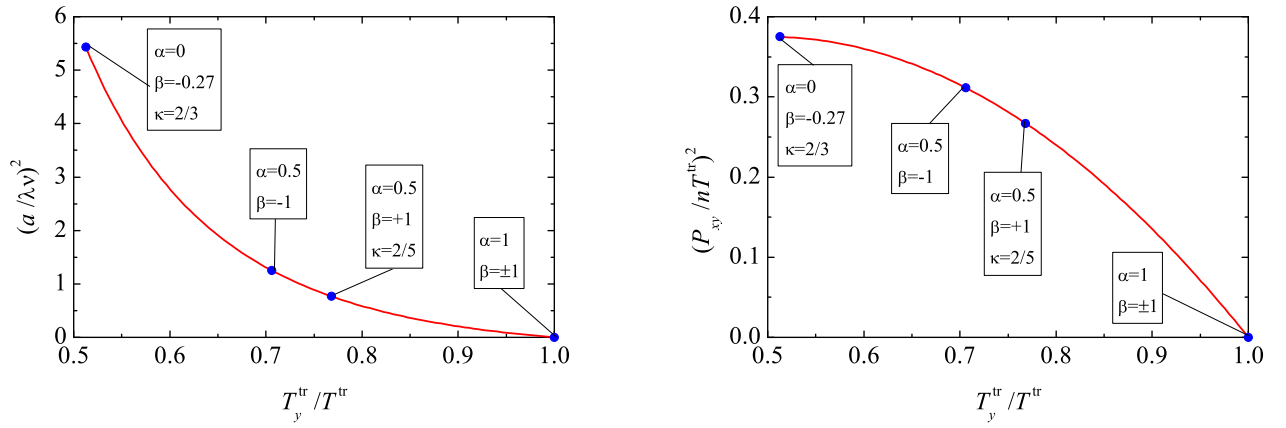 6
5
4
3
2
1
0
(a/λν)²
0.5 0.6 0.7 0.8 0.9 1.0
T_y^tr/T^tr
α=0
β=-0.27
κ=2/3
α=0.5
β=-1
α=0.5
β=+1
κ=2/5
α=1
β=±1
0.4
0.3
0.2
0.1
0.0
(P_xy/nT^tr)²
0.5 0.6 0.7 0.8 0.9 1.0
T_y^tr/T^tr
α=0
β=-0.27
κ=2/3
α=0.5
β=-1
α=0.5
β=+1
κ=2/5
α=1
β=±1